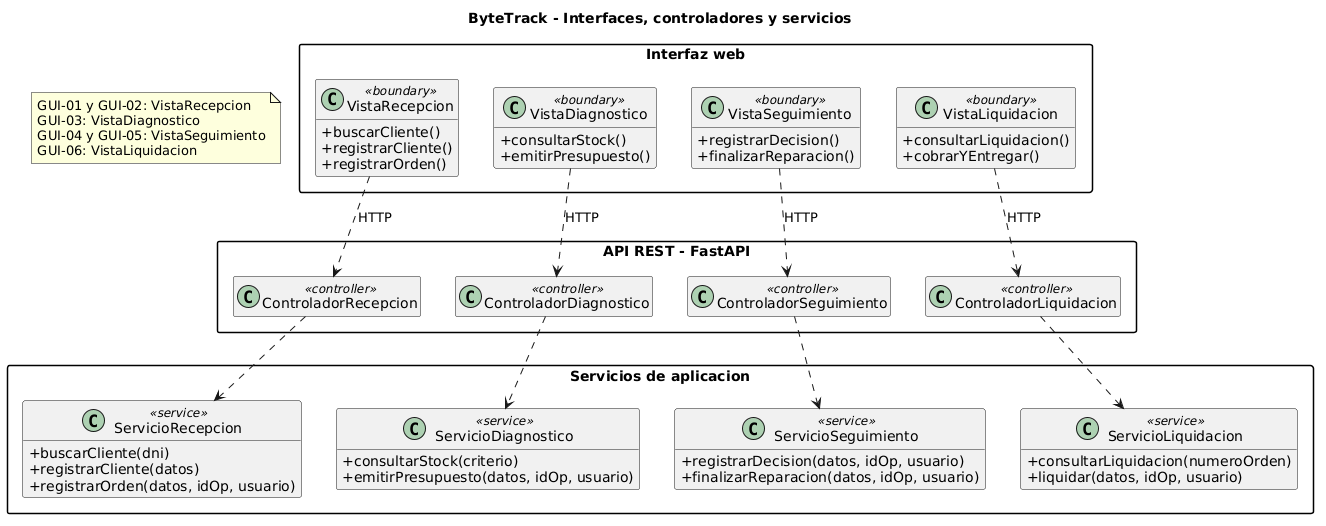 ByteTrack - Interfaces, controladores y servicios
Interfaz web
GUI-01 y GUI-02: VistaRecepcion
GUI-03: VistaDiagnostico
GUI-04 y GUI-05: VistaSeguimiento
GUI-06: VistaLiquidacion
C «boundary»
VistaRecepcion
+buscarCliente()
+registrarCliente()
+registrarOrden()
C «boundary»
VistaDiagnostico
+consultarStock()
+emitirPresupuesto()
C «boundary»
VistaSeguimiento
+registrarDecision()
+finalizarReparacion()
C «boundary»
VistaLiquidacion
+consultarLiquidacion()
+cobrarYEntregar()
HTTP
HTTP
HTTP
HTTP
API REST - FastAPI
C «controller»
ControladorRecepcion
C «controller»
ControladorDiagnostico
C «controller»
ControladorSeguimiento
C «controller»
ControladorLiquidacion
Servicios de aplicacion
C «service»
ServicioRecepcion
+buscarCliente(dni)
+registrarCliente(datos)
+registrarOrden(datos, idOp, usuario)
C «service»
ServicioDiagnostico
+consultarStock(criterio)
+emitirPresupuesto(datos, idOp, usuario)
C «service»
ServicioSeguimiento
+registrarDecision(datos, idOp, usuario)
+finalizarReparacion(datos, idOp, usuario)
C «service»
ServicioLiquidacion
+consultarLiquidacion(numeroOrden)
+liquidar(datos, idOp, usuario)